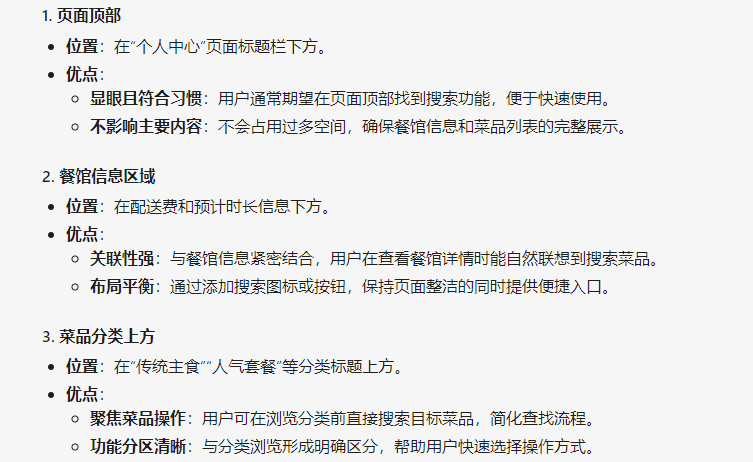 1. 页面顶部
• 位置：在“个人中心”页面标题栏下方。
• 优点：
◦ 显眼且符合习惯：用户通常期望在页面顶部找到搜索功能，便于快速使用。
◦ 不影响主要内容：不会占用过多空间，确保餐馆信息和菜品列表的完整展示。
2. 餐馆信息区域
• 位置：在配送费和预计时长信息下方。
• 优点：
◦ 关联性强：与餐馆信息紧密结合，用户在查看餐馆详情时能自然联想到搜索菜品。
◦ 布局平衡：通过添加搜索图标或按钮，保持页面整洁的同时提供便捷入口。
3. 菜品分类上方
• 位置：在“传统主食”“人气套餐”等分类标题上方。
• 优点：
◦ 聚焦菜品操作：用户可在浏览分类前直接搜索目标菜品，简化查找流程。
◦ 功能分区清晰：与分类浏览形成明确区分，帮助用户快速选择操作方式。